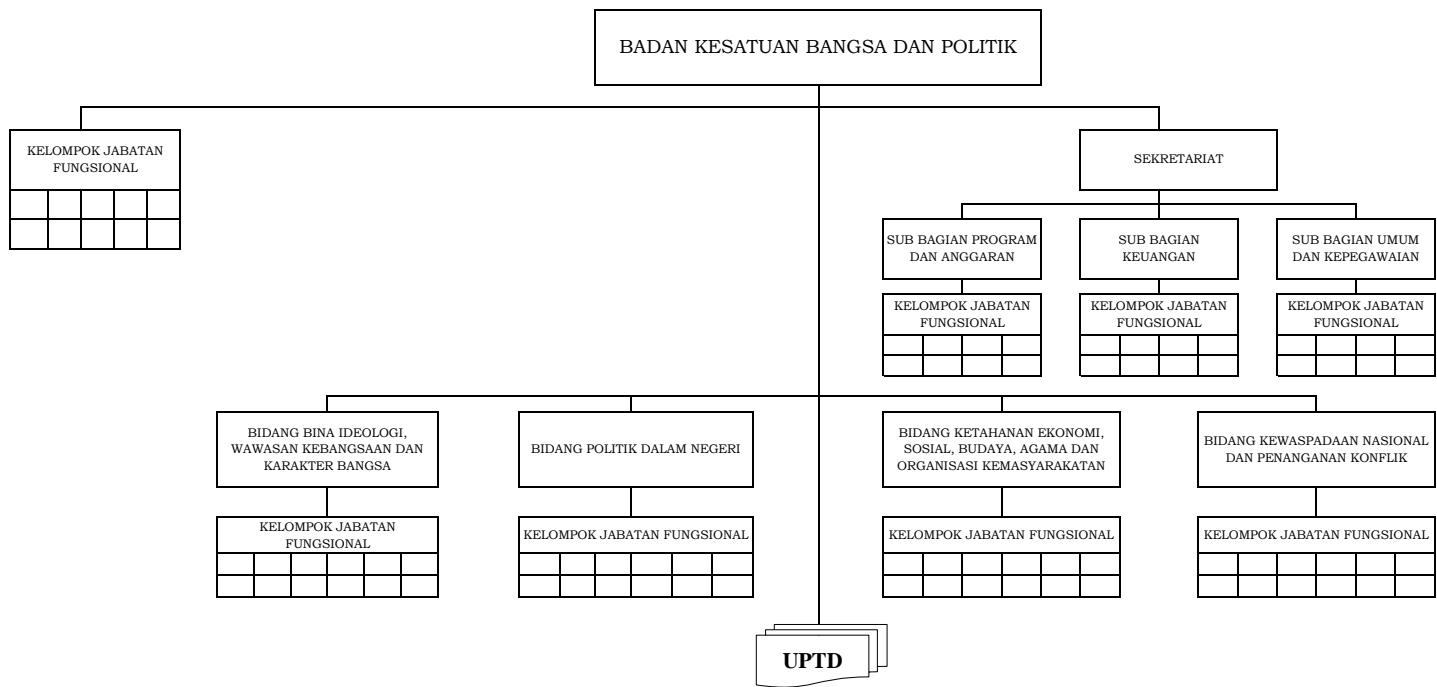 BADAN KESATUAN BANGSA DAN POLITIK
KELOMPOK JABATAN
FUNGSIONAL
SEKRETARIAT
SUB BAGIAN PROGRAM
DAN ANGGARAN
SUB BAGIAN
KEUANGAN
SUB BAGIAN UMUM
DAN KEPEGAWAIAN
KELOMPOK JABATAN
FUNGSIONAL
KELOMPOK JABATAN
FUNGSIONAL
KELOMPOK JABATAN
FUNGSIONAL
BIDANG BINA IDEOLOGI,
WAWASAN KEBANGSAAN DAN
KARAKTER BANGSA
BIDANG POLITIK DALAM NEGERI
BIDANG KETAHANAN EKONOMI,
SOSIAL, BUDAYA, AGAMA DAN
ORGANISASI KEMASYARAKATAN
BIDANG KEWASPADAAN NASIONAL
DAN PENANGANAN KONFLIK
KELOMPOK JABATAN
FUNGSIONAL
KELOMPOK JABATAN FUNGSIONAL
KELOMPOK JABATAN FUNGSIONAL
KELOMPOK JABATAN FUNGSIONAL
UPTD